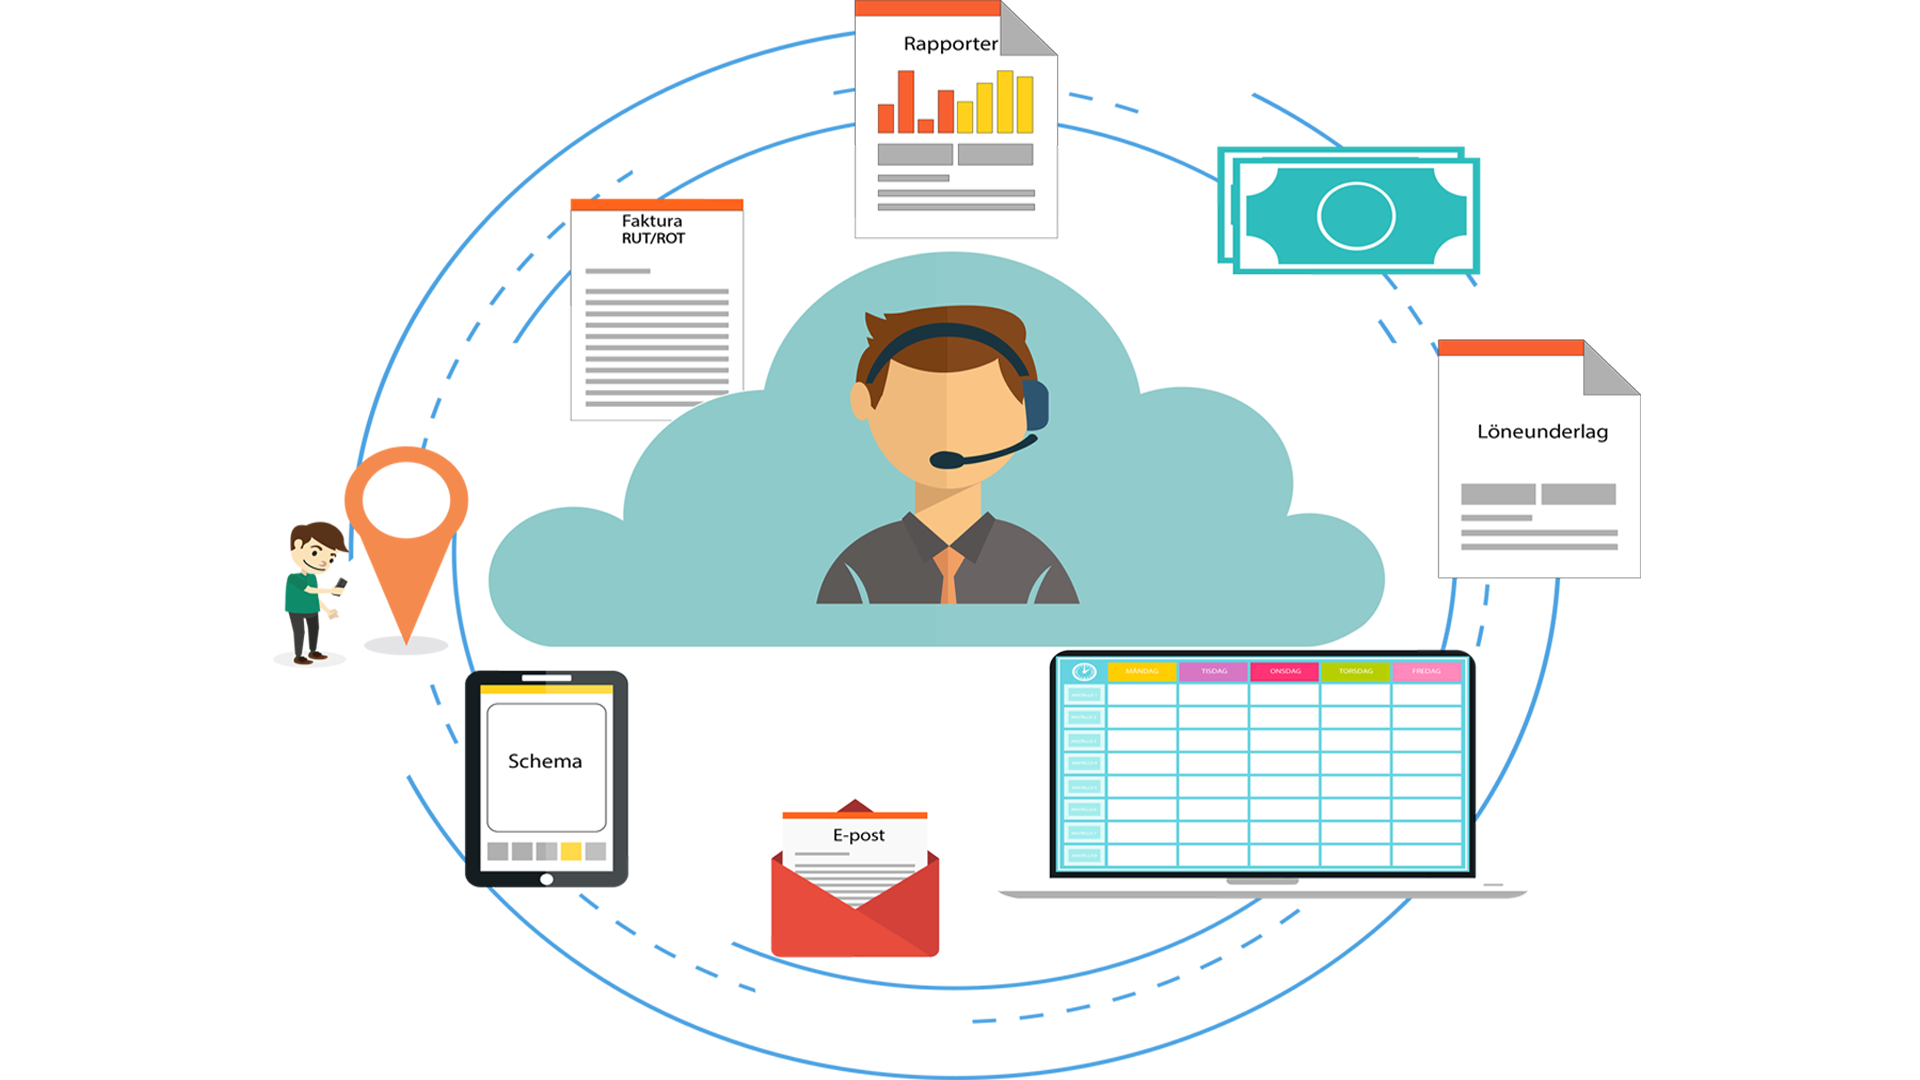 Rapporter
Faktura
RUT/ROT
Löneunderlag
MÅNDAG TISDAG ONSDAG TORSDAG FREDAG
Schema
E-post